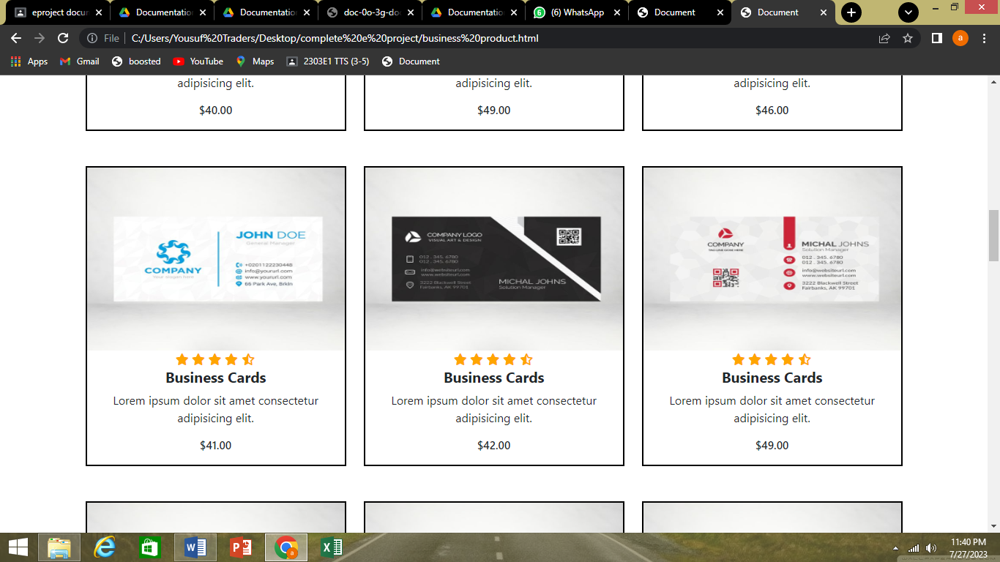 eproject docum
Documentation
Documentation
doc-0o-3g-doc
Documentation
(6) WhatsApp
Document
Document
File
C:/Users/Yousuf%20Traders/Desktop/complete%20e%20project/business%20product.html
a
Apps
Gmail
boosted
YouTube
Maps
2303E1 TTS (3-5)
Document
adipisicing elit.
adipisicing elit.
adipisicing elit.
$40.00
$49.00
$46.00
JOHN DOE
General Manager
COMPANY
Your slogan here
+0201122230448
info@yoururl.com
www.yoururl.com
66 Park Ave, Brkln
COMPANY LOGO
VISUAL ART & DESIGN
012 . 345. 6780
012 . 345. 6780
info@websiteurl.com
www.websiteurl.com
3222 Blackwell Street
Fairbanks, AK 99701
MICHAL JOHNS
Solution Manager
COMPANY
TAG LINE GOES HERE
MICHAL JOHNS
Solution Manager
012 . 345. 6780
012 . 345. 6780
info@websiteurl.com
www.websiteurl.com
3222 Blackwell Street
Fairbanks, AK 99701
Business Cards
Business Cards
Business Cards
Lorem ipsum dolor sit amet consectetur
adipisicing elit.
Lorem ipsum dolor sit amet consectetur
adipisicing elit.
Lorem ipsum dolor sit amet consectetur
adipisicing elit.
$41.00
$42.00
$49.00
11:40 PM
7/27/2023